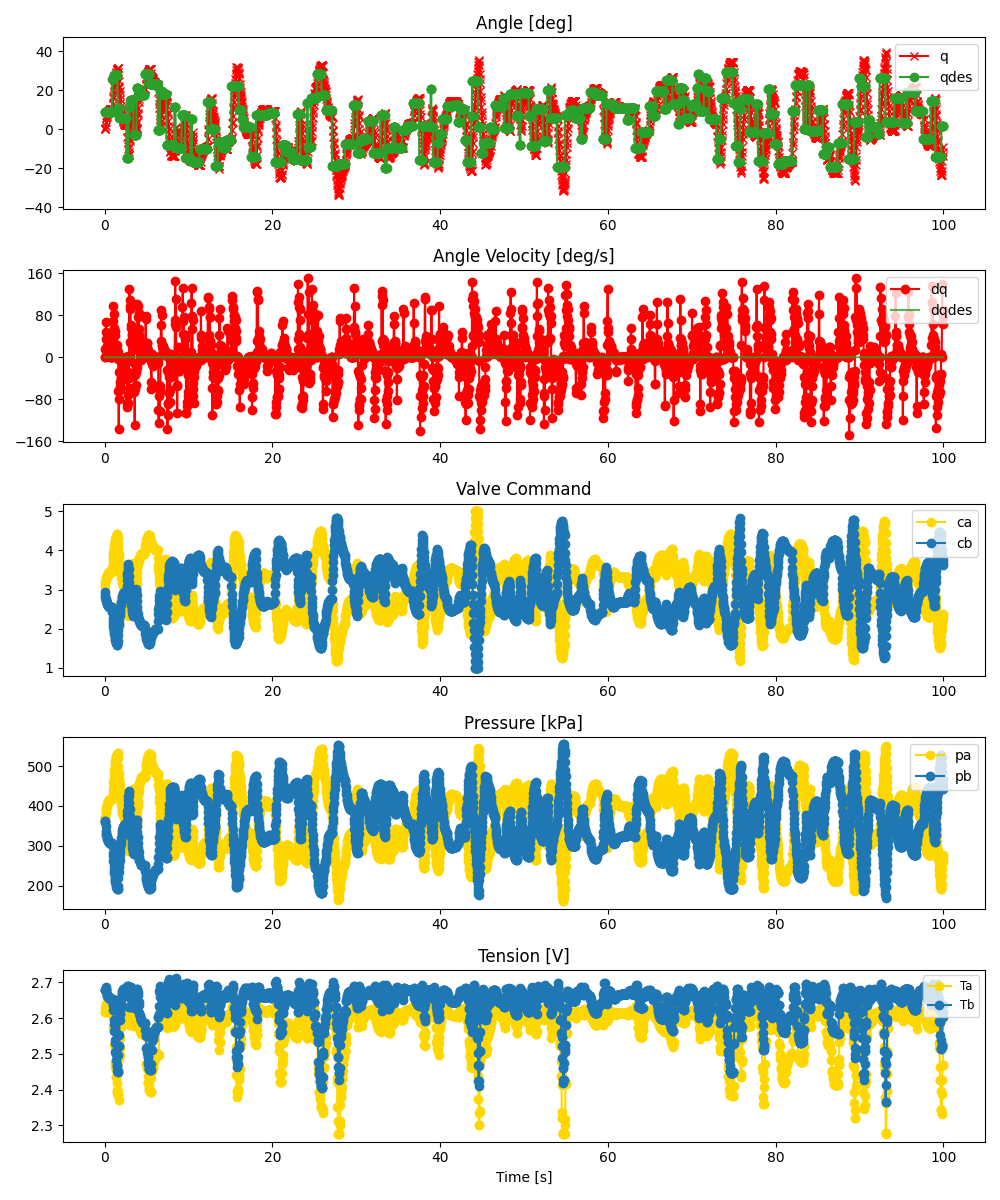 Angle [deg]
40
20
0
−20
−40
q
qdes
0 20 40 60 80 100
Angle Velocity [deg/s]
160
80
0
−80
−160
dq
dqdes
0 20 40 60 80 100
Valve Command
5
4
3
2
1
ca
cb
0 20 40 60 80 100
Pressure [kPa]
500
400
300
200
pa
pb
0 20 40 60 80 100
Tension [V]
2.7
2.6
2.5
2.4
2.3
Ta
Tb
0 20 40 60 80 100
Time [s]